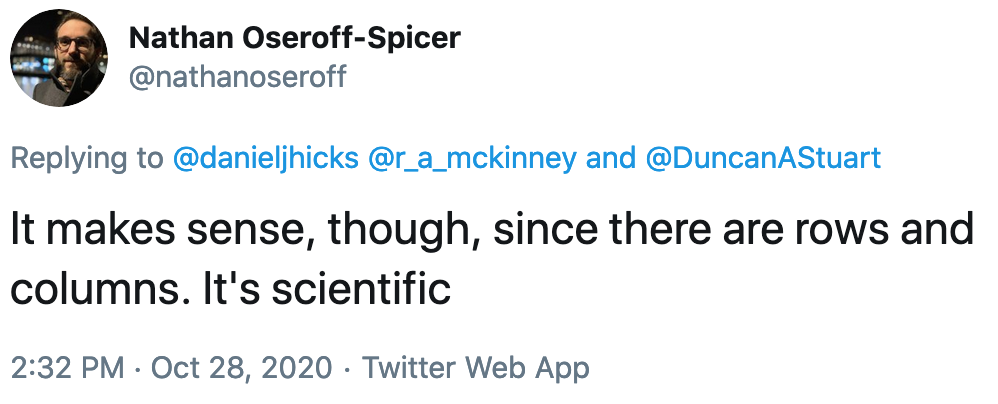 Nathan Oseroff-Spicer
@nathanoseroff
Replying to @danieljhicks @r_a_mckinney and @DuncanAStuart
It makes sense, though, since there are rows and
columns. It's scientific
2:32 PM · Oct 28, 2020 · Twitter Web App